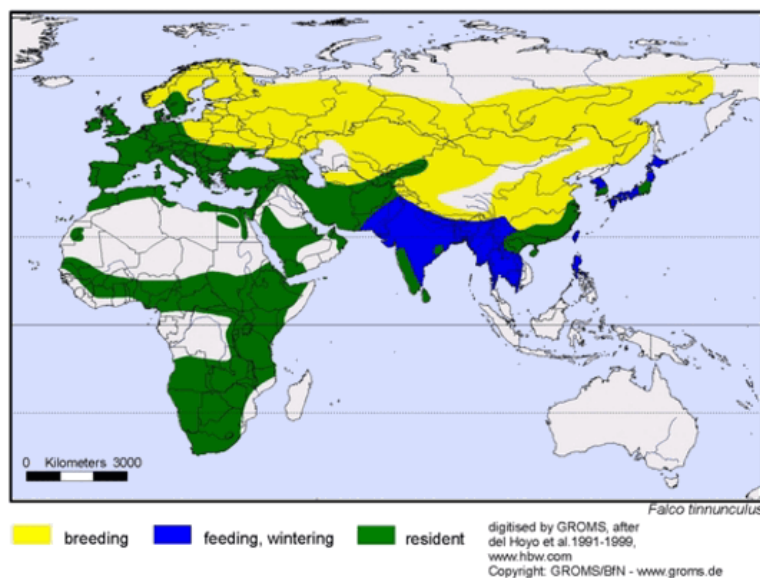 0 Kilometers 3000
Falco tinnunculus
breeding
feeding, wintering
resident
digitised by GROMS, after
del Hoyo et al.1991-1999,
www.hbw.com
Copyright: GROMS/BfN - www.groms.de